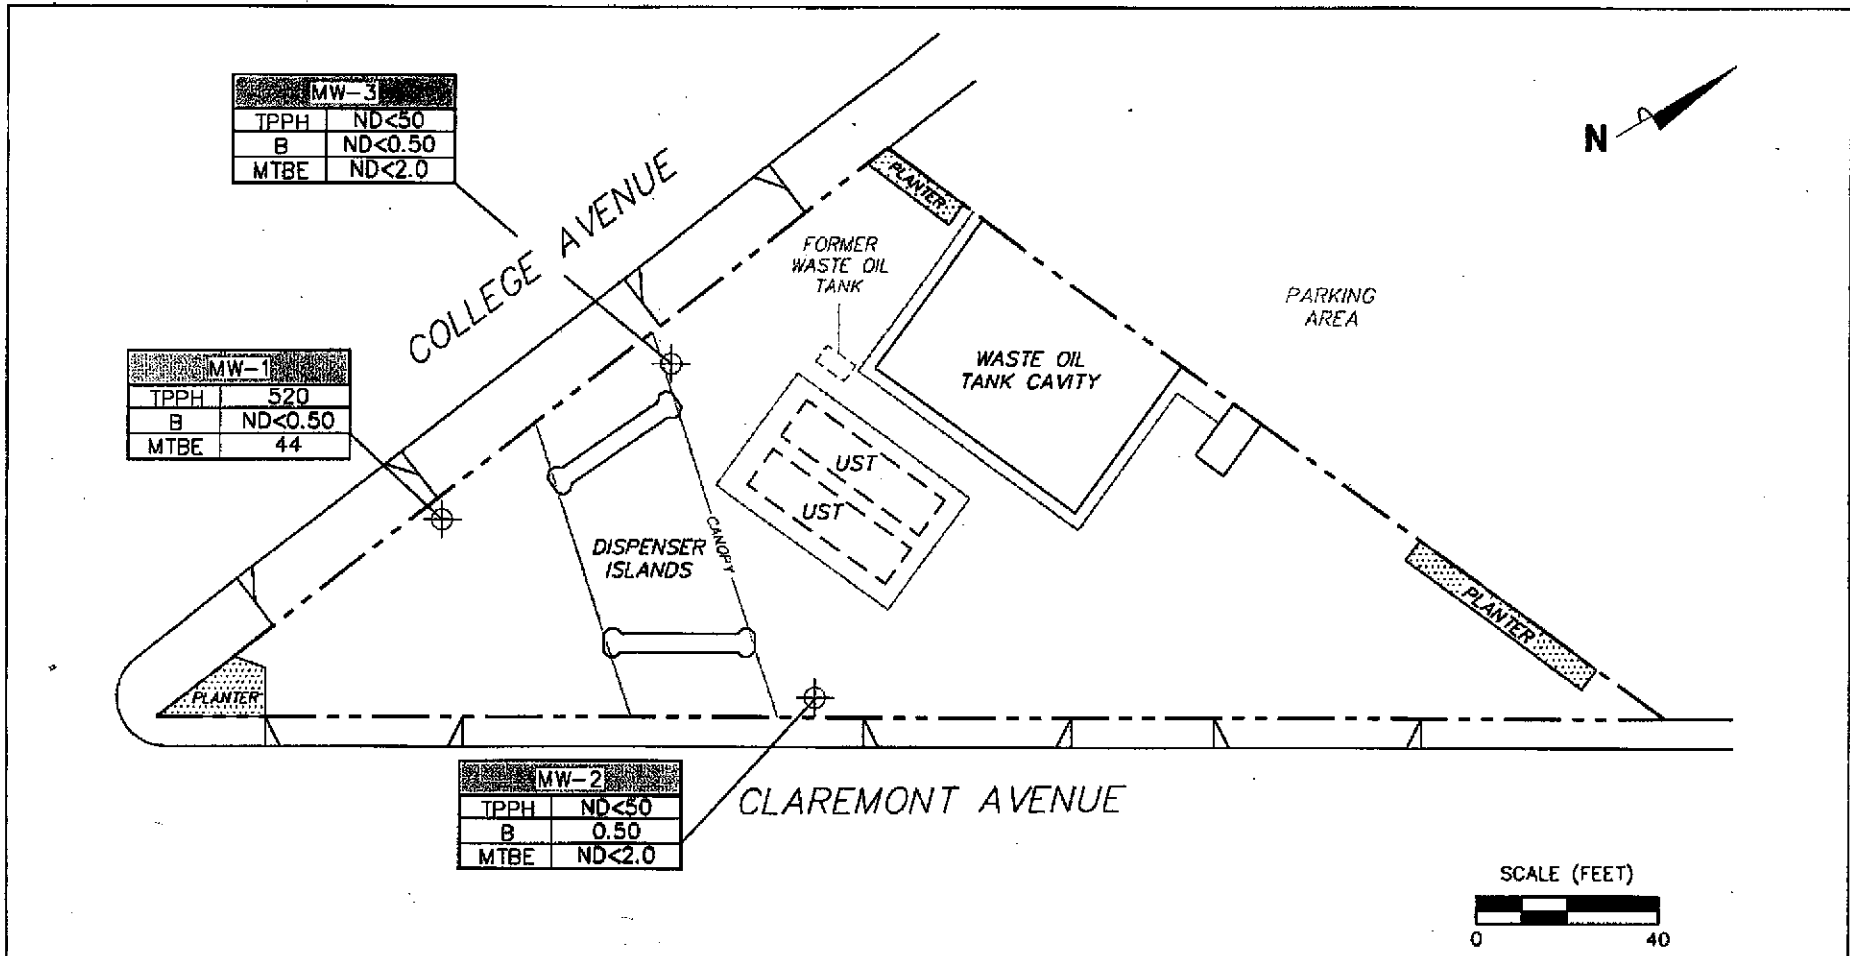 MW-3
TPPH ND<50
B ND<0.50
MTBE ND<2.0
N
COLLEGE AVENUE
PLANTER
FORMER
WASTE OIL
TANK
PARKING
AREA
WASTE OIL
TANK CAVITY
MW-1
TPPH 520
B ND<0.50
MTBE 44
UST
UST
CANOPY
DISPENSER
ISLANDS
PLANTER
PLANTER
MW-2
TPPH ND<50
B 0.50
MTBE ND<2.0
CLAREMONT AVENUE
SCALE (FEET)
0 40